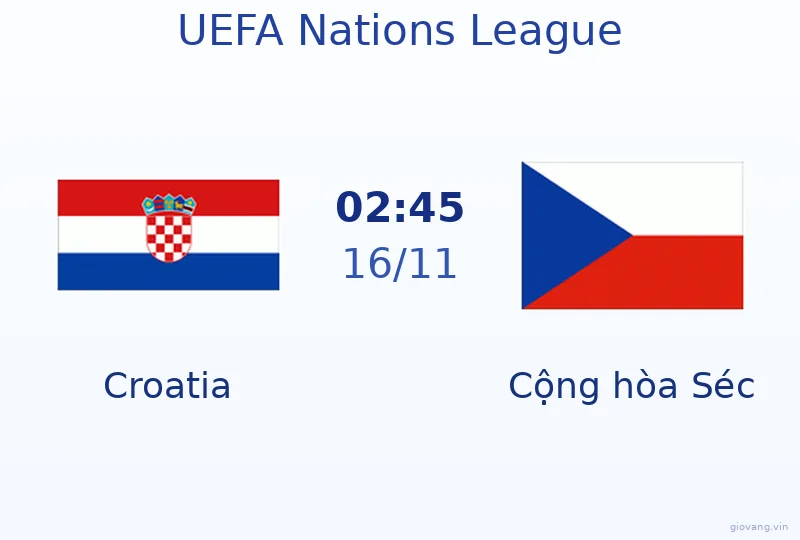 UEFA Nations League
02:45
16/11
Croatia
Cộng hòa Séc
giovang.vin